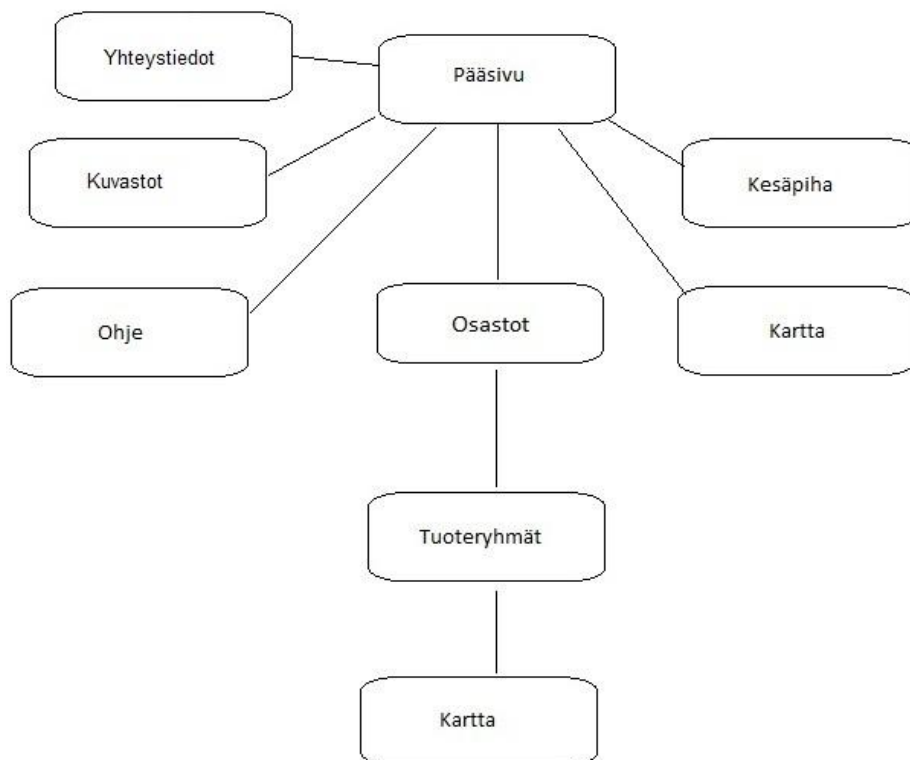 Yhteystiedot
Pääsivu
Kuvastot
Kesäpiha
Ohje
Osastot
Kartta
Tuoteryhmät
Kartta